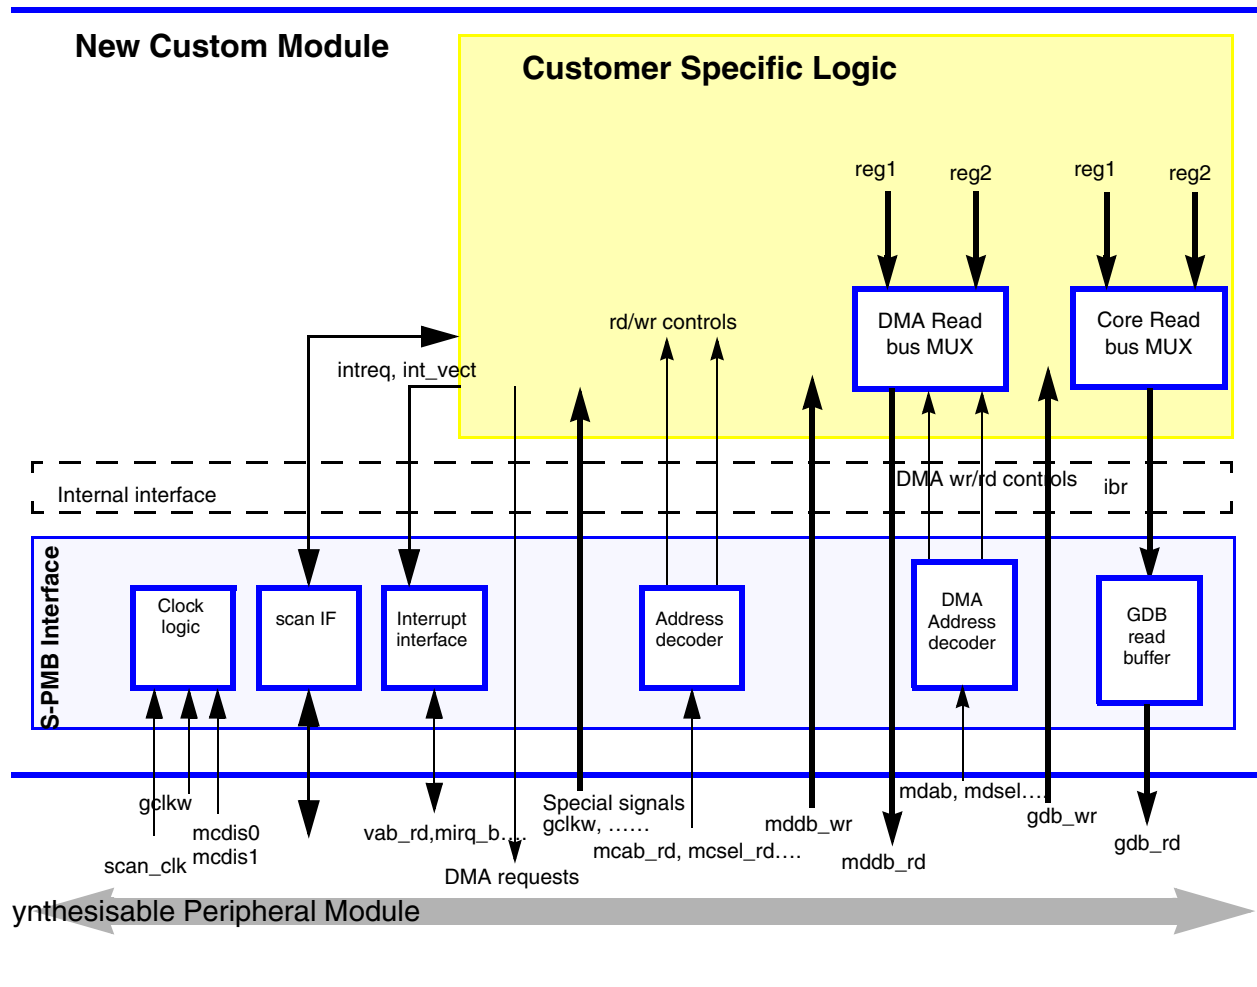 New Custom Module
Customer Specific Logic
reg1
reg2
reg1
reg2
DMA Read
bus MUX
Core Read
bus MUX
rd/wr controls
intreq, int_vect
DMA wr/rd controls
ibr
Internal interface
S-PMB Interface
Clock
logic
scan IF
Interrupt
interface
Address
decoder
DMA
Address
decoder
GDB
read
buffer
gclkw
mcdis0
mcdis1
scan_clk
vab_rd,mirq_b....
DMA requests
Special signals
gclkw, ......
mcab_rd, mcsel_rd....
mddb_wr
mddb_rd
mdab, mdsel....
gdb_wr
gdb_rd
ynthesisable Peripheral Module